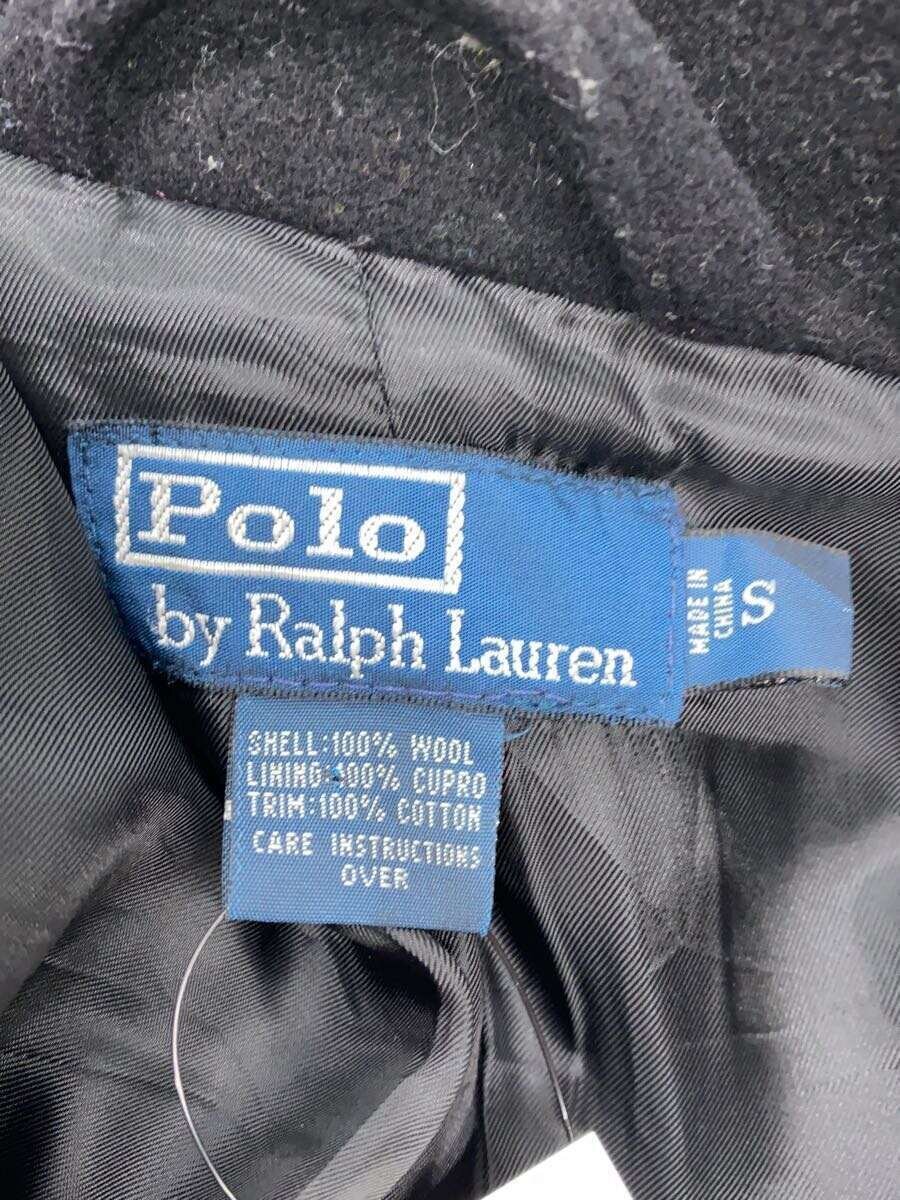 Polo
by Ralph Lauren
MADE IN
CHINA
S
SHELL:100% WOOL
LINING:100% CUPRO
TRIM:100% COTTON
CARE INSTRUCTIONS
OVER